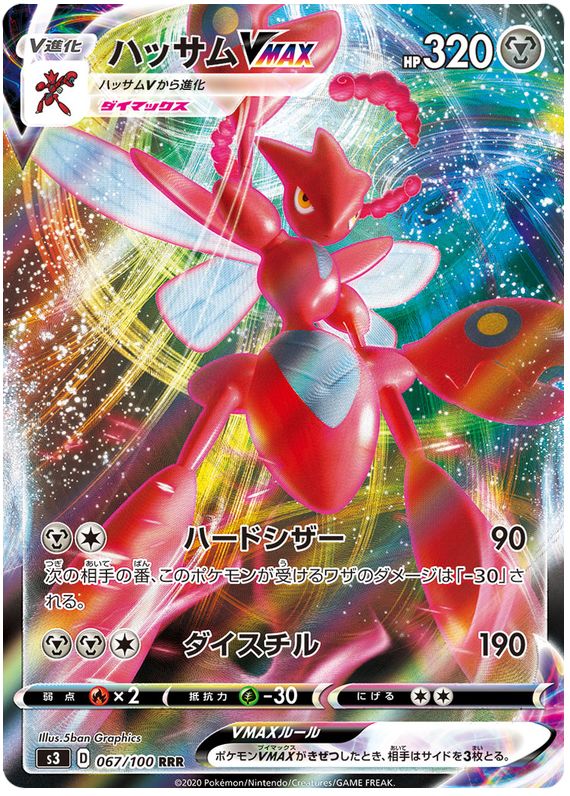 V進化
ハッサムVMAX
HP320
ハッサムVから進化
ダイマックス
ハードシザー 90
次の相手の番、このポケモンが受けるワザのダメージは「-30」さ
れる。
ダイスチル 190
弱点 ×2 抵抗力 -30 にげる
Illus.5ban Graphics
VMAXルール
s3 D 067/100 RRR
ポケモンVMAXがきぜつしたとき、相手はサイドを3枚とる。
©2020 Pokémon/Nintendo/Creatures/GAME FREAK.